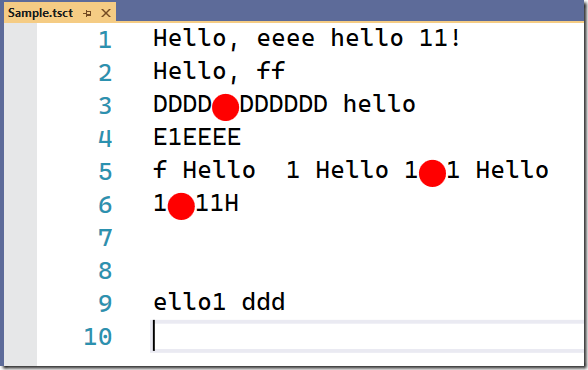 Sample.tsct
1 Hello, eeee hello 11!
2 Hello, ff
3 DDDD🔴DDDDDD hello
4 E1EEEE
5 f Hello  1 Hello 1🔴1 Hello
6 1🔴11H
7
8
9 ello1 ddd
10